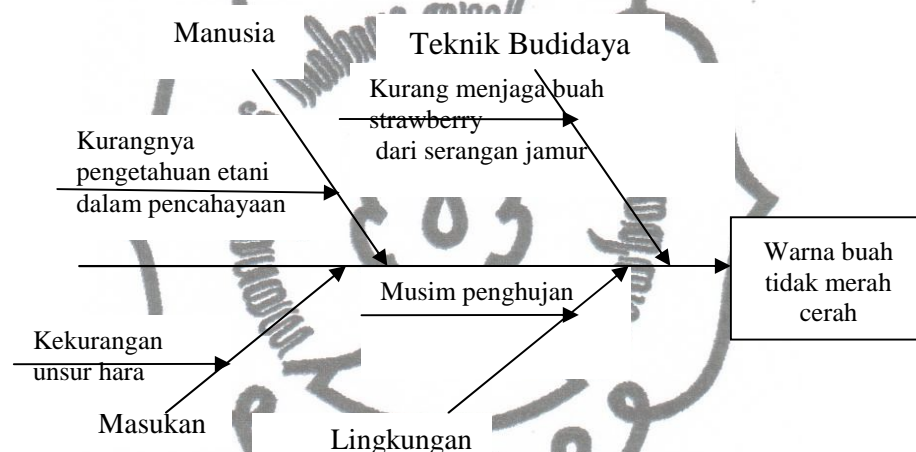 Manusia
Teknik Budidaya
Kurang menjaga buah
strawberry
dari serangan jamur
Kurangnya
pengetahuan etani
dalam pencahayaan
Warna buah
tidak merah
cerah
Musim penghujan
Kekurangan
unsur hara
Masukan
Lingkungan